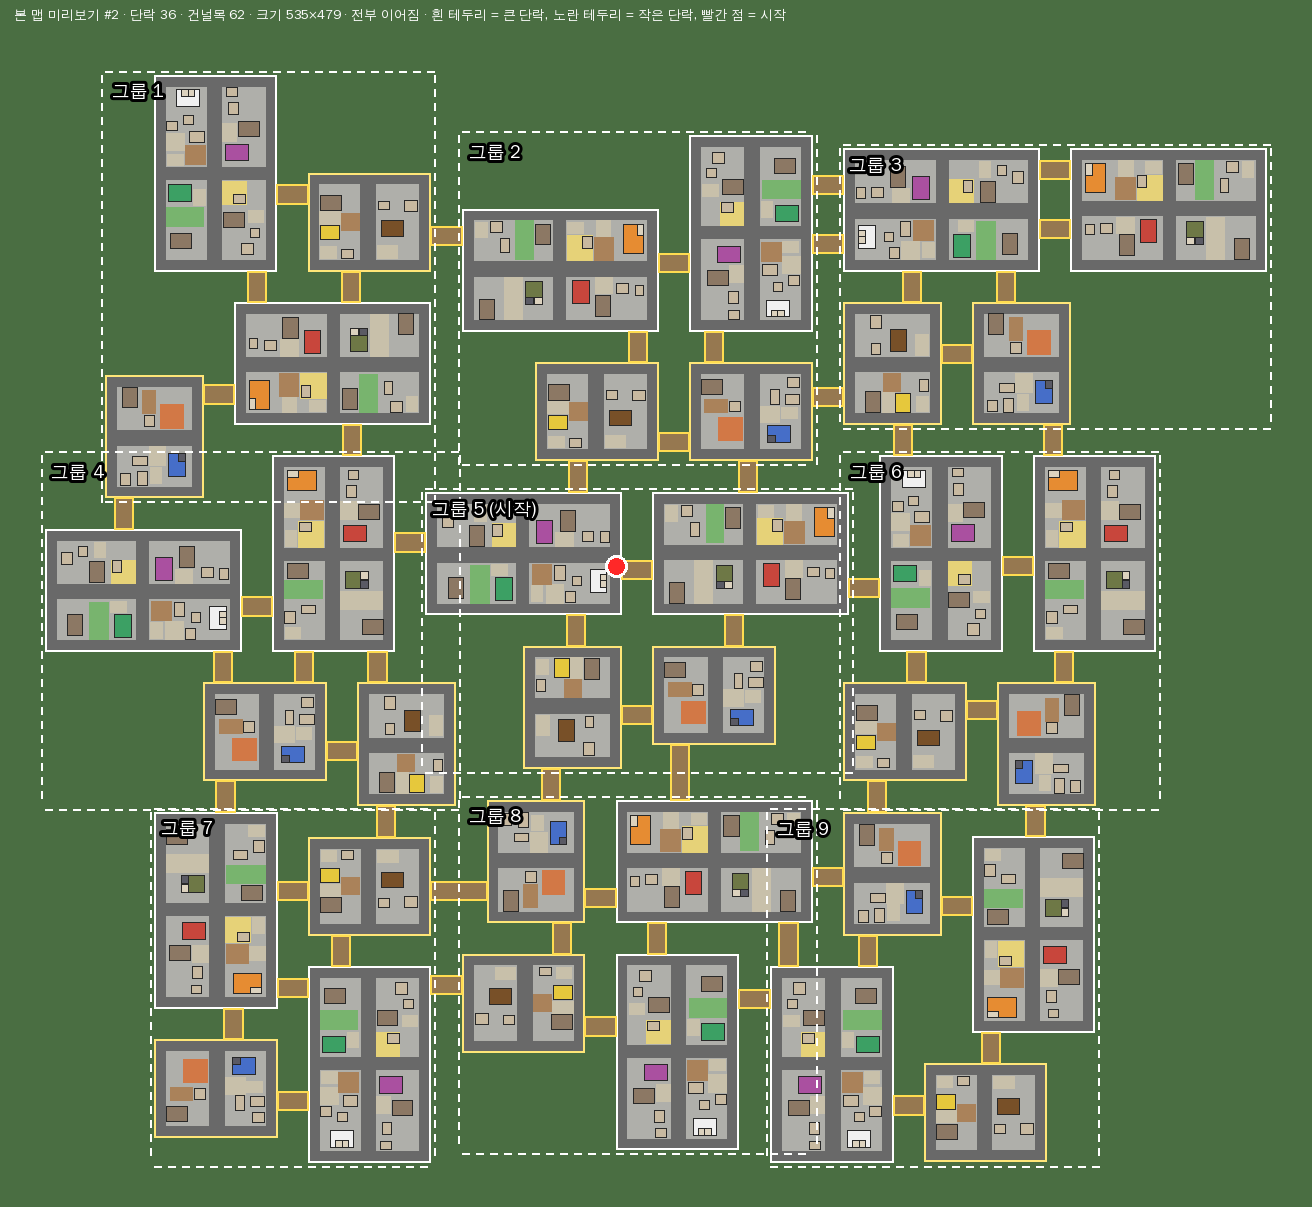 본 맵 미리보기 #2 · 단락 36 · 건널목 62 · 크기 535×479 · 전부 이어짐 · 흰 테두리 = 큰 단락, 노란 테두리 = 작은 단락, 빨간 점 = 시작
그룹 1
그룹 2
그룹 3
그룹 4
그룹 5 (시작)
그룹 6
그룹 7
그룹 8
그룹 9